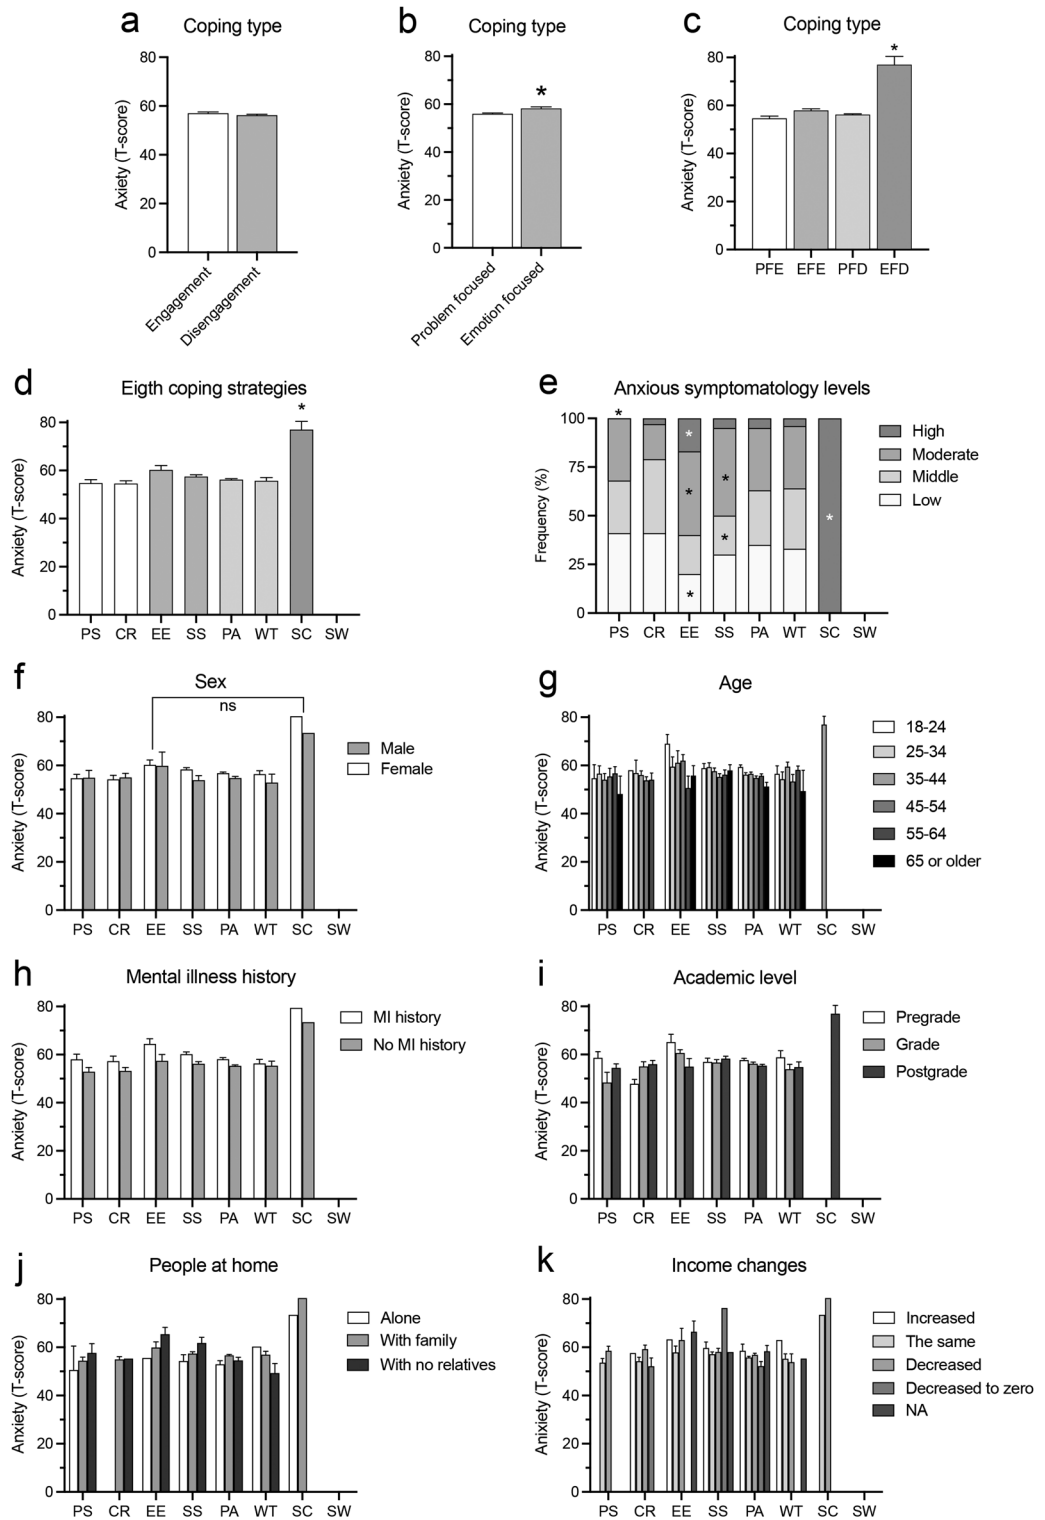 a Coping type
80
60
40
20
0
Axiety (T-score)
Engagement
Disengagement
b Coping type
*
80
60
40
20
0
Anxiety (T-score)
Problem focused
Emotion focused
c Coping type
*
80
60
40
20
0
Anxiety (T-score)
PFE EFE PFD EFD
d Eigth coping strategies
*
80
60
40
20
0
Anxiety (T-score)
PS CR EE SS PA WT SC SW
e Anxious symptomatology levels
100
75
50
25
0
Frequency (%)
*
*
*
*
*
*
*
PS CR EE SS PA WT SC SW
High
Moderate
Middle
Low
f Sex
ns
80
60
40
20
0
Anxiety (T-score)
PS CR EE SS PA WT SC SW
Male
Female
g Age
80
60
40
20
0
Anxiety (T-score)
PS CR EE SS PA WT SC SW
18-24
25-34
35-44
45-54
55-64
65 or older
h Mental illness history
80
60
40
20
0
Anxiety (T-score)
PS CR EE SS PA WT SC SW
MI history
No MI history
i Academic level
80
60
40
20
0
Anxiety (T-score)
PS CR EE SS PA WT SC SW
Pregrade
Grade
Postgrade
j People at home
80
60
40
20
0
Anxiety (T-score)
PS CR EE SS PA WT SC SW
Alone
With family
With no relatives
k Income changes
80
60
40
20
0
Anixiety (T-score)
PS CR EE SS PA WT SC SW
Increased
The same
Decreased
Decreased to zero
NA